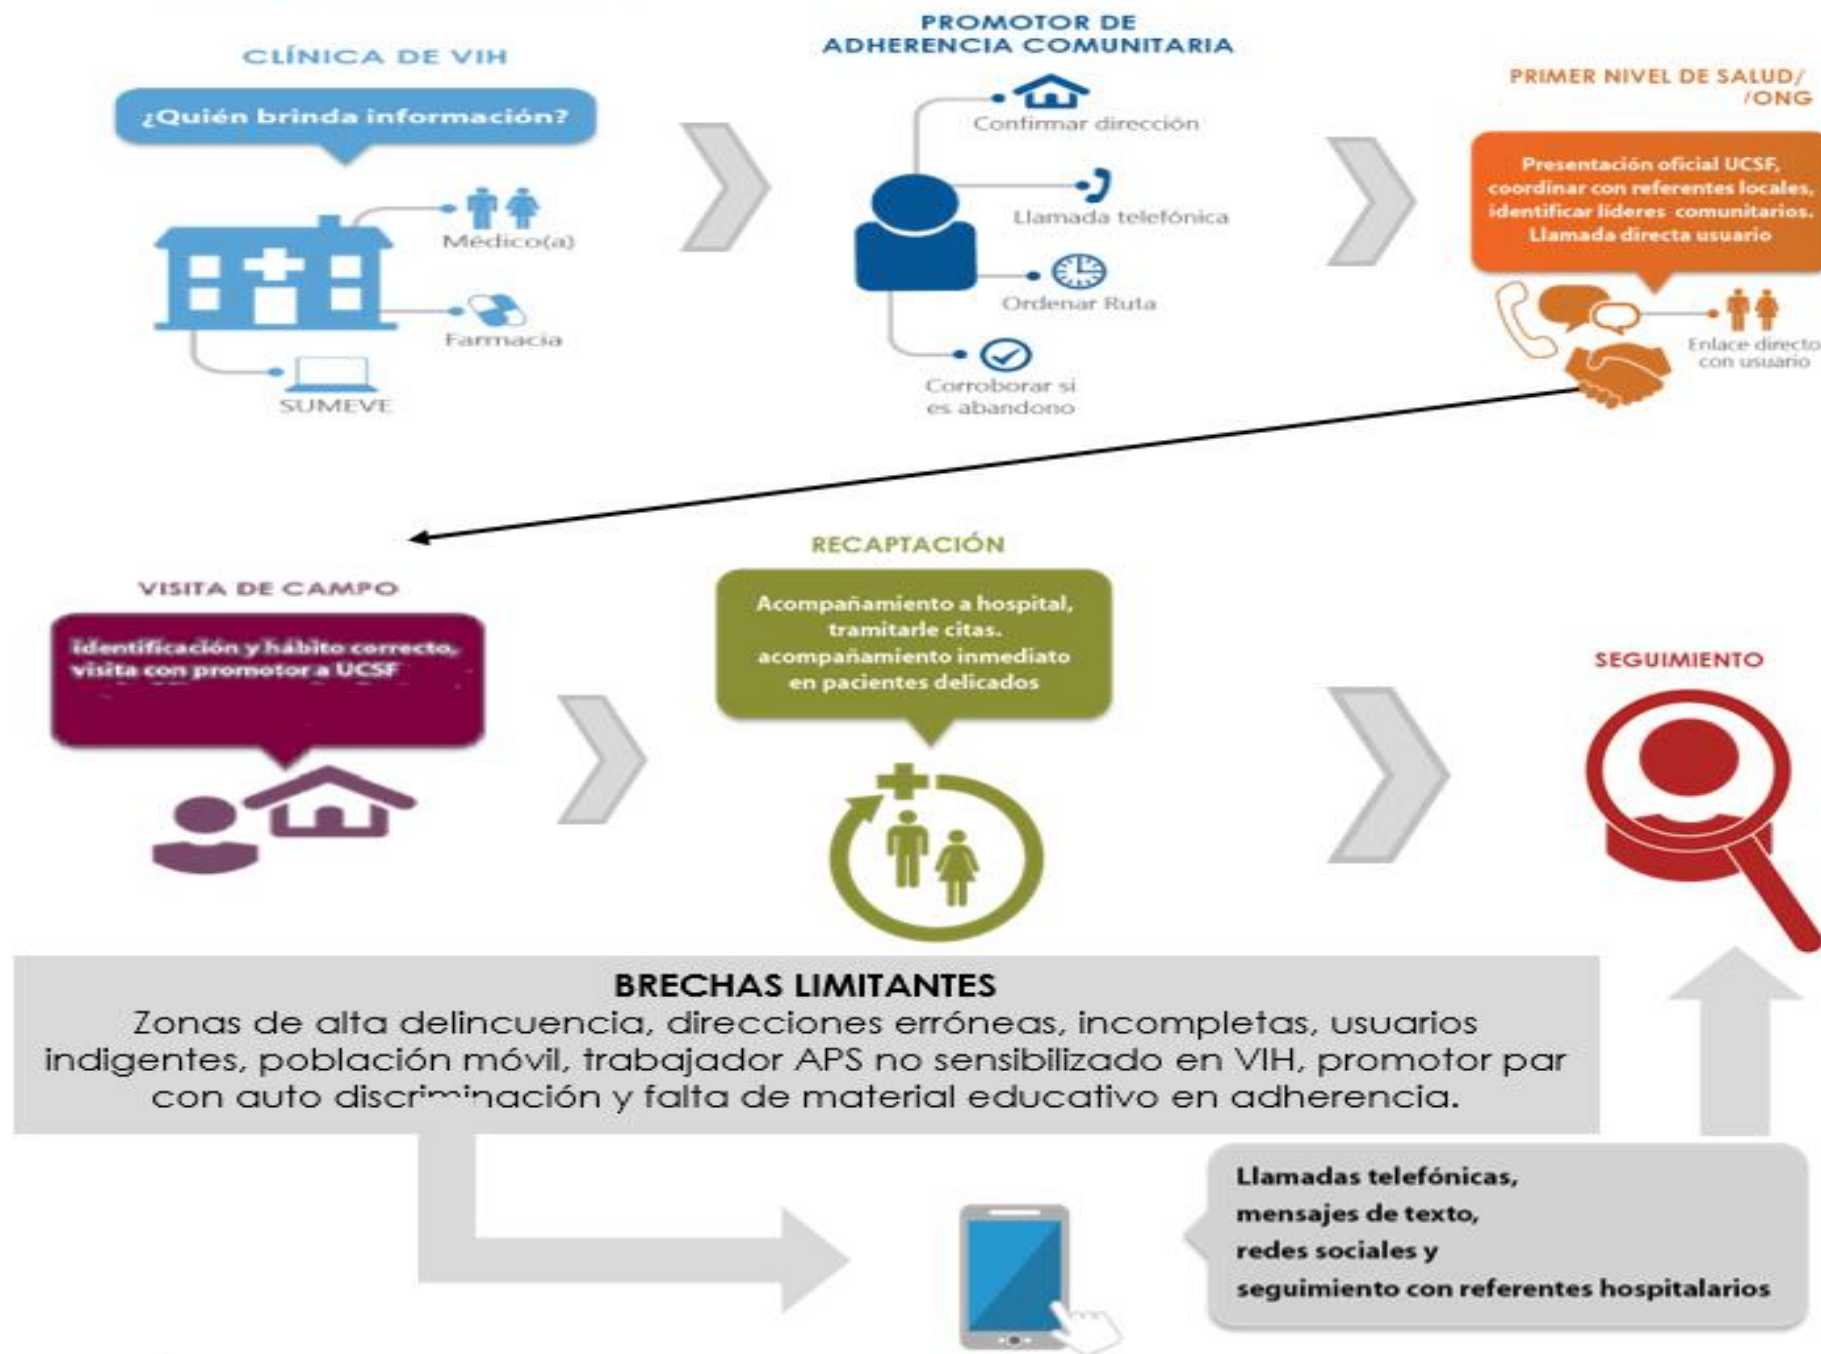 CLÍNICA DE VIH
¿Quién brinda información?
Médico(a)
Farmacia
SUMEVE
PROMOTOR DE
ADHERENCIA COMUNITARIA
Confirmar dirección
Llamada telefónica
Ordenar Ruta
Corroborar si
es abandono
PRIMER NIVEL DE SALUD/
/ONG
Presentación oficial UCSF,
coordinar con referentes locales,
identificar líderes comunitarios.
Llamada directa usuario
Enlace directo
con usuario
VISITA DE CAMPO
identificación y hábito correcto,
visita con promotor a UCSF
RECAPTACIÓN
Acompañamiento a hospital,
tramitarle citas.
acompañamiento inmediato
en pacientes delicados
SEGUIMIENTO
BRECHAS LIMITANTES
Zonas de alta delincuencia, direcciones erróneas, incompletas, usuarios
indigentes, población móvil, trabajador APS no sensibilizado en VIH, promotor par
con auto discriminación y falta de material educativo en adherencia.
Llamadas telefónicas,
mensajes de texto,
redes sociales y
seguimiento con referentes hospitalarios